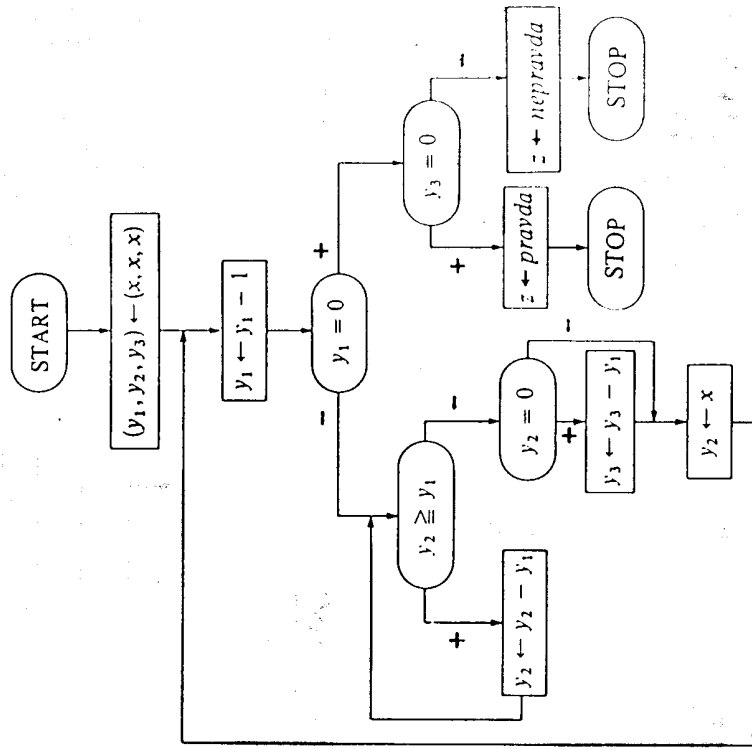 START
(y₁, y₂, y₃) ← (x, x, x)
y₁ ← y₁ − 1
y₁ = 0
−
+
y₂ ≧ y₁
+
−
y₂ ← y₂ − y₁
y₂ = 0
+
−
y₃ ← y₃ − y₁
y₂ ← x
y₃ = 0
+
−
z ← pravda
z ← nepravda
STOP
STOP